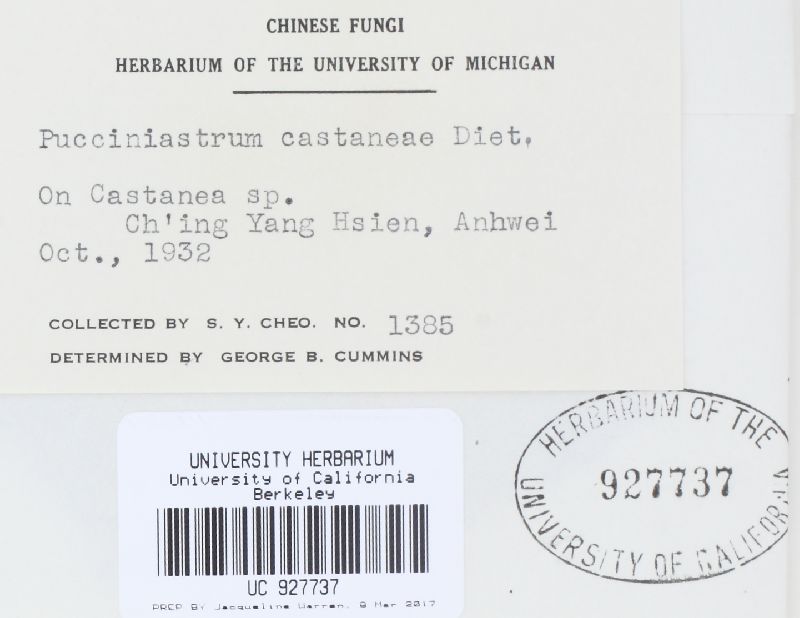 CHINESE FUNGI
HERBARIUM OF THE UNIVERSITY OF MICHIGAN
Pucciniastrum castaneae Diet.
On Castanea sp.
Ch'ing Yang Hsien, Anhwei
Oct., 1932
COLLECTED BY S. Y. CHEO. NO. 1385
DETERMINED BY GEORGE B. CUMMINS
HERBARIUM OF THE
927737
UNIVERSITY OF CALIFORNIA
UNIVERSITY HERBARIUM
University of California
Berkeley
UC 927737
PREP BY Jacqueline Warren, 9 Mar 2017